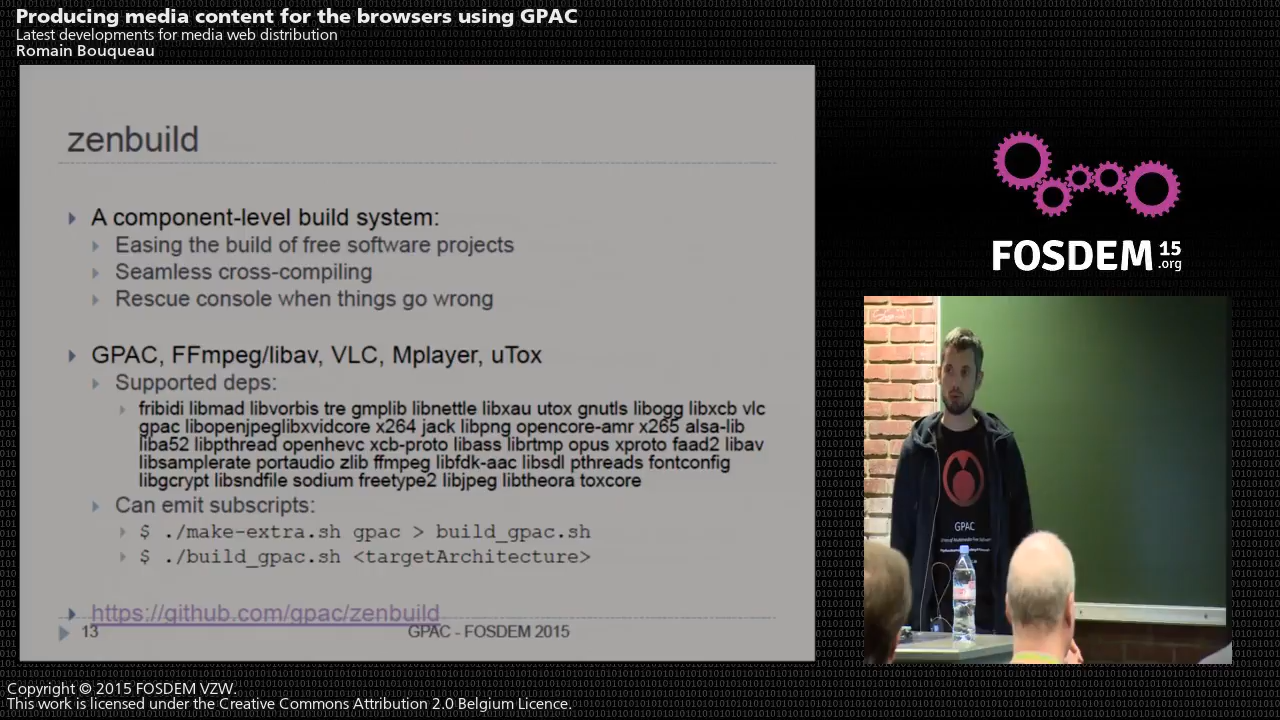 Producing media content for the browsers using GPAC
Latest developments for media web distribution
Romain Bouqueau
zenbuild
A component-level build system:
Easing the build of free software projects
Seamless cross-compiling
Rescue console when things go wrong
GPAC, FFmpeg/libav, VLC, Mplayer, uTox
Supported deps:
fribidi libmad libvorbis tre gmplib libnettle libxau utox gnutls libogg libxcb vlc
gpac libopenjpeglibxvidcore x264 jack libpng opencore-amr x265 alsa-lib
liba52 libpthread openhevc xcb-proto libass librtmp opus xproto faad2 libav
libsamplerate portaudio zlib ffmpeg libfdk-aac libsdl pthreads fontconfig
libgcrypt libsndfile sodium freetype2 libjpeg libtheora toxcore
Can emit subscripts:
$ ./make-extra.sh gpac > build_gpac.sh
$ ./build_gpac.sh <targetArchitecture>
https://github.com/gpac/zenbuild
13
GPAC - FOSDEM 2015
FOSDEM 15
.org
GPAC
Copyright © 2015 FOSDEM VZW.
This work is licensed under the Creative Commons Attribution 2.0 Belgium Licence.